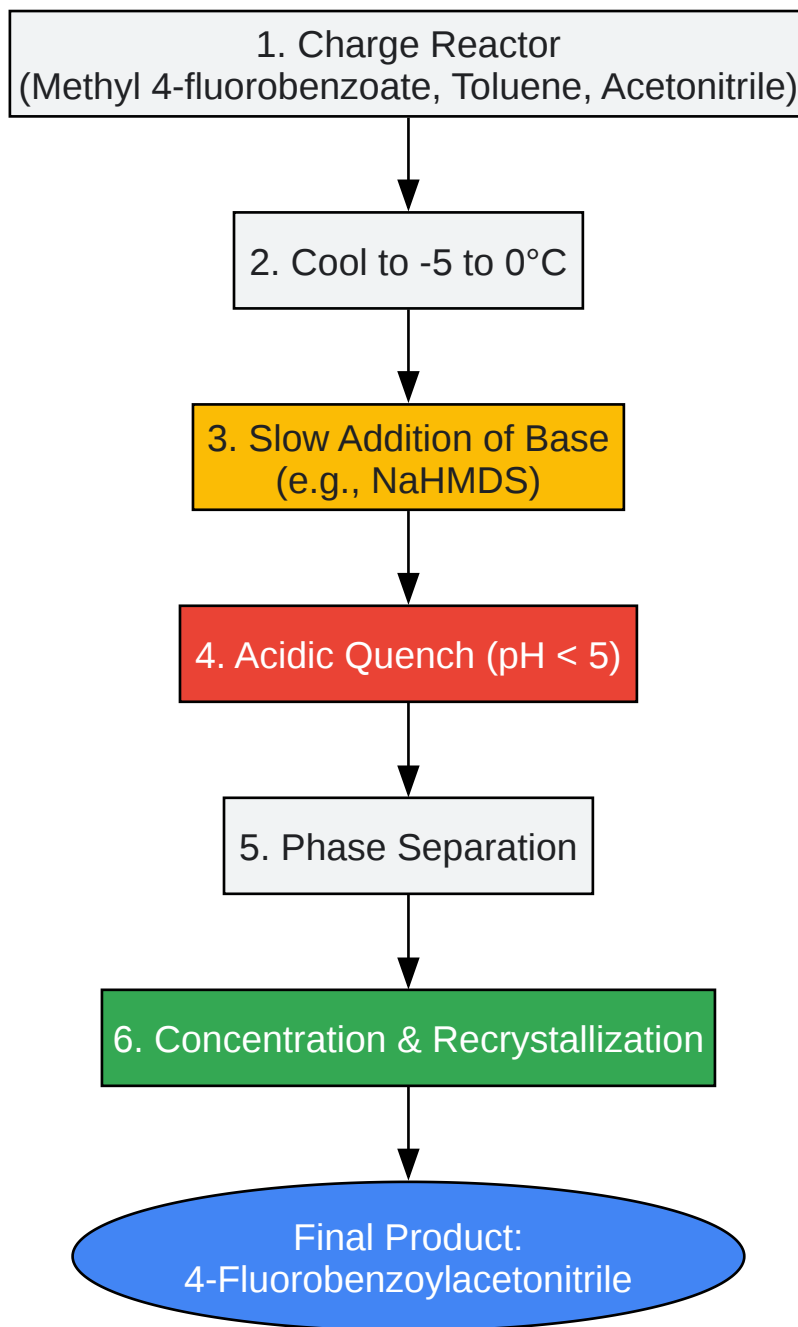 1. Charge Reactor
(Methyl 4-fluorobenzoate, Toluene, Acetonitrile)
2. Cool to -5 to 0°C
3. Slow Addition of Base
(e.g., NaHMDS)
4. Acidic Quench (pH < 5)
5. Phase Separation
6. Concentration & Recrystallization
Final Product:
4-Fluorobenzoylacetonitrile